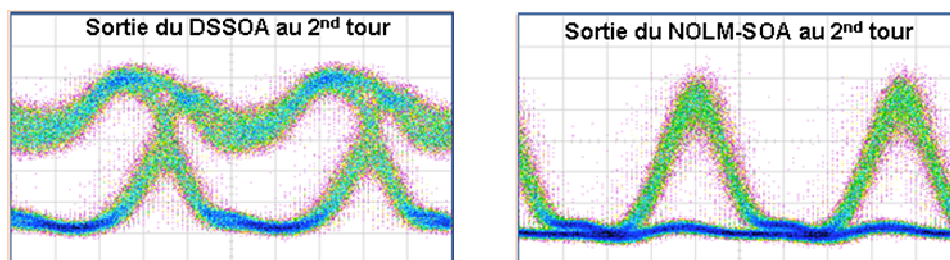 Sortie du DSSOA au 2nd tour
Sortie du NOLM-SOA au 2nd tour